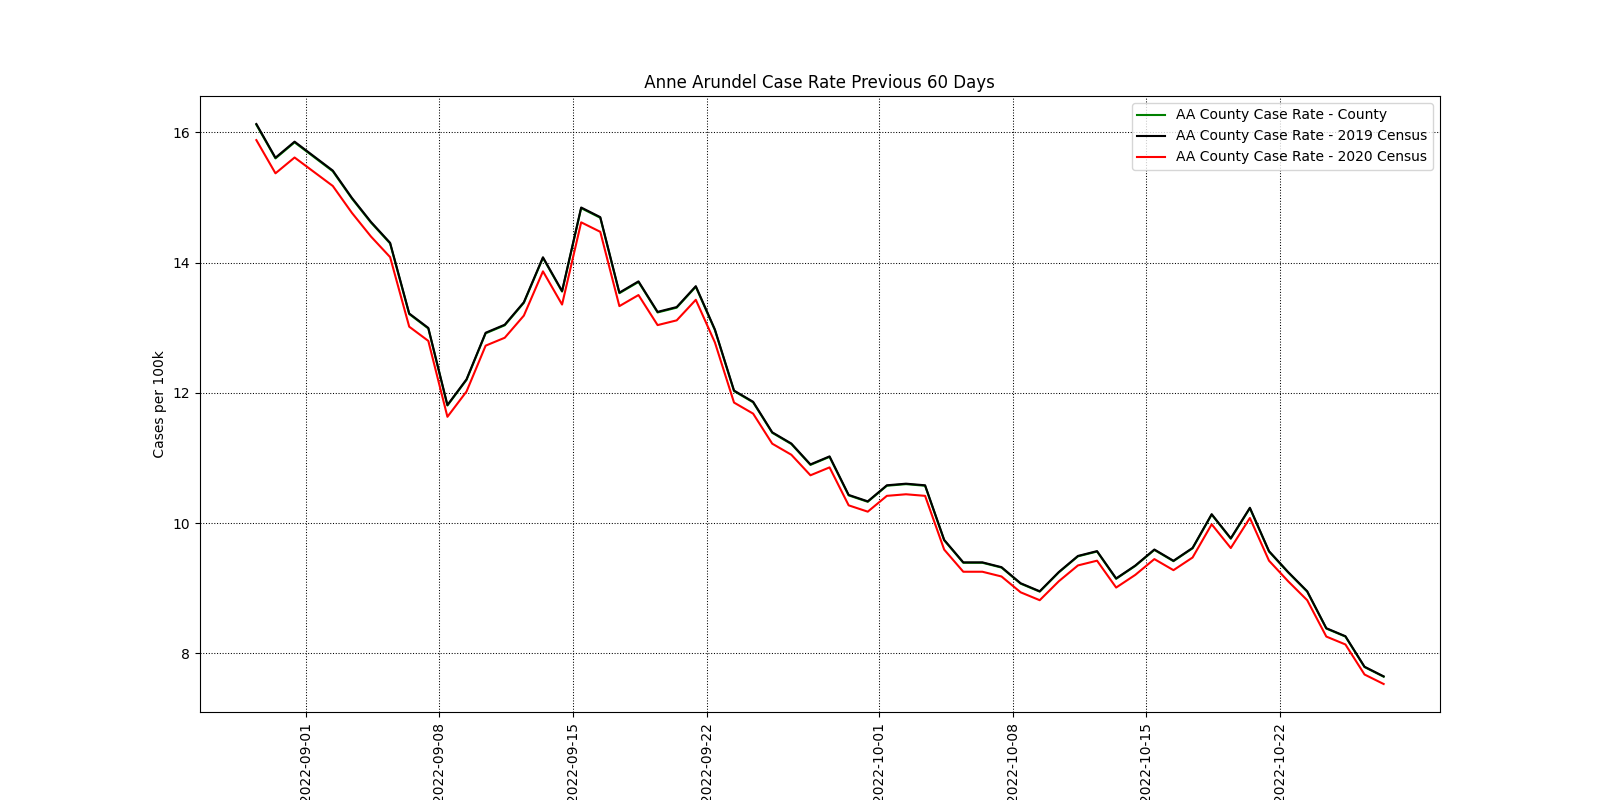 Anne Arundel Case Rate Previous 60 Days
AA County Case Rate - County
AA County Case Rate - 2019 Census
AA County Case Rate - 2020 Census
Cases per 100k
16
14
12
10
8
2022-09-01
2022-09-08
2022-09-15
2022-09-22
2022-10-01
2022-10-08
2022-10-15
2022-10-22